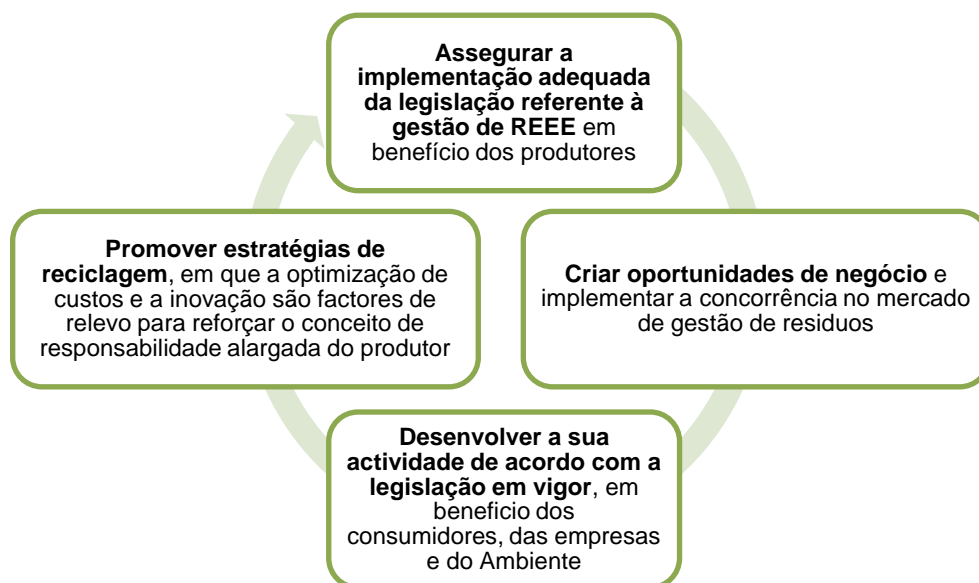 Assegurar a
implementação adequada
da legislação referente à
gestão de REEE em
benefício dos produtores
Promover estratégias de
reciclagem, em que a optimização de
custos e a inovação são factores de
relevo para reforçar o conceito de
responsabilidade alargada do produtor
Criar oportunidades de negócio e
implementar a concorrência no mercado
de gestão de residuos
Desenvolver a sua
actividade de acordo com a
legislação em vigor, em
beneficio dos
consumidores, das empresas
e do Ambiente